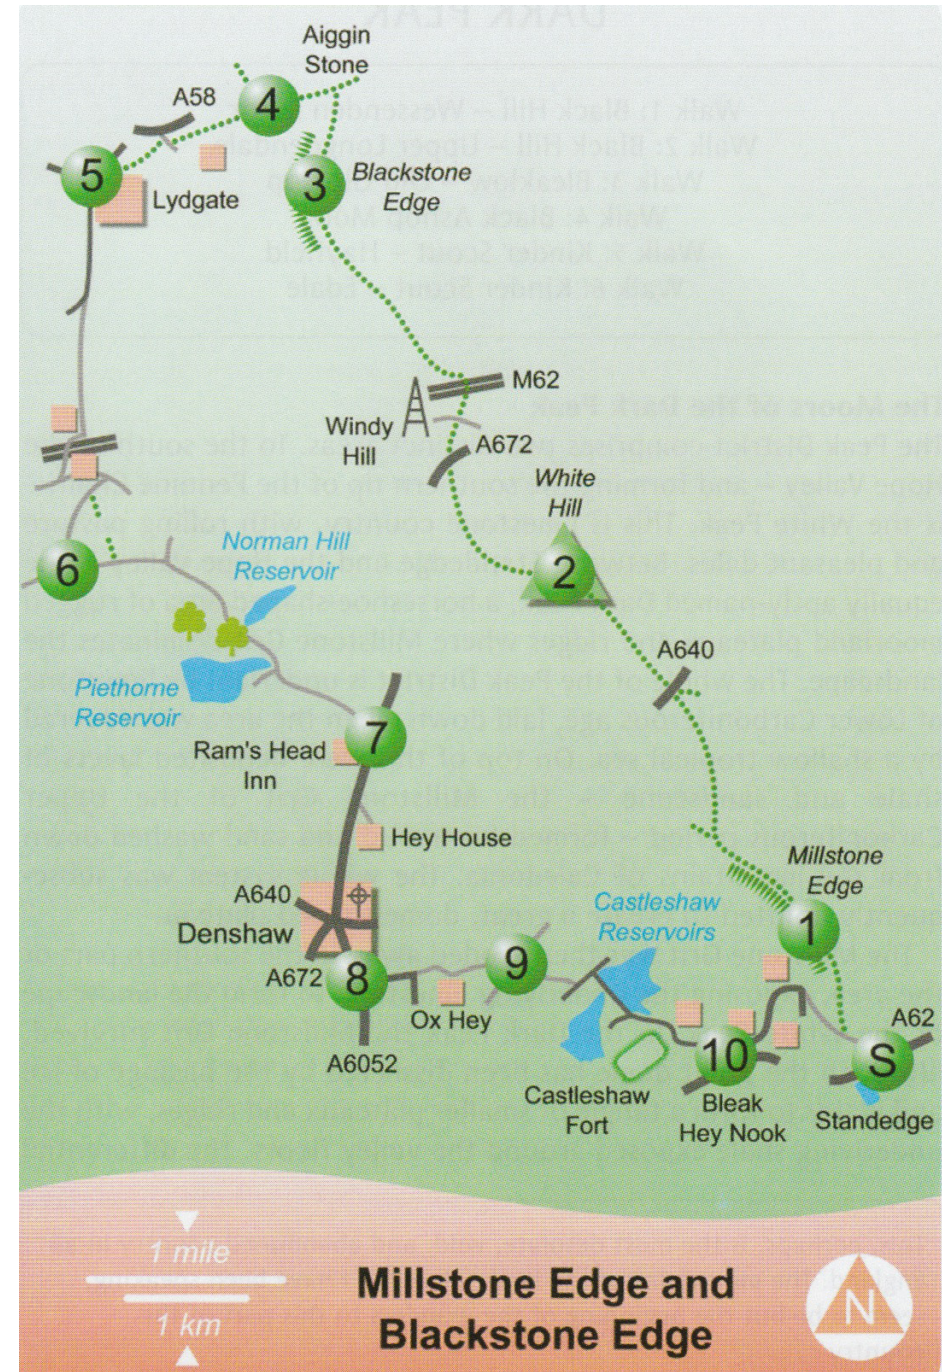 DARK PEAK
Aiggin
Stone
4
A58
5
3
Blackstone
Edge
Lydgate
M62
Windy
Hill
A672
White
Hill
Norman Hill
Reservoir
6
2
A640
Piethorne
Reservoir
7
Ram's Head
Inn
Hey House
Millstone
Edge
A640
Castleshaw
Reservoirs
1
Denshaw
A672
8
9
Ox Hey
A62
A6052
10
S
Castleshaw
Fort
Bleak
Hey Nook
Standedge
1 mile
1 km
Millstone Edge and
Blackstone Edge
N